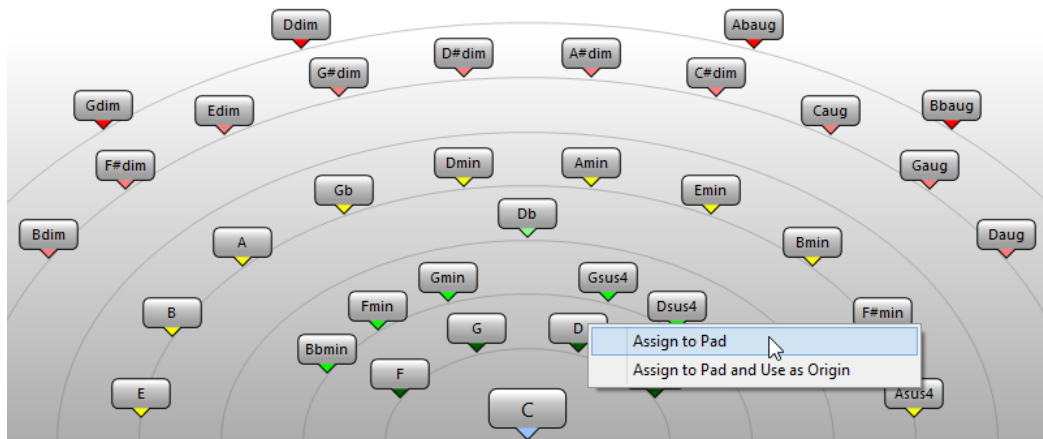 Ddim
Abaug
D#dim
A#dim
G#dim
C#dim
Gdim
Edim
Caug
Bbaug
F#dim
Dmin
Amin
Gaug
Gb
Emin
Db
Bdim
A
Bmin
Daug
Gmin
Gsus4
Fmin
Dsus4
B
F#min
G
D
Assign to Pad
Bbmin
Assign to Pad and Use as Origin
F
E
C
Asus4